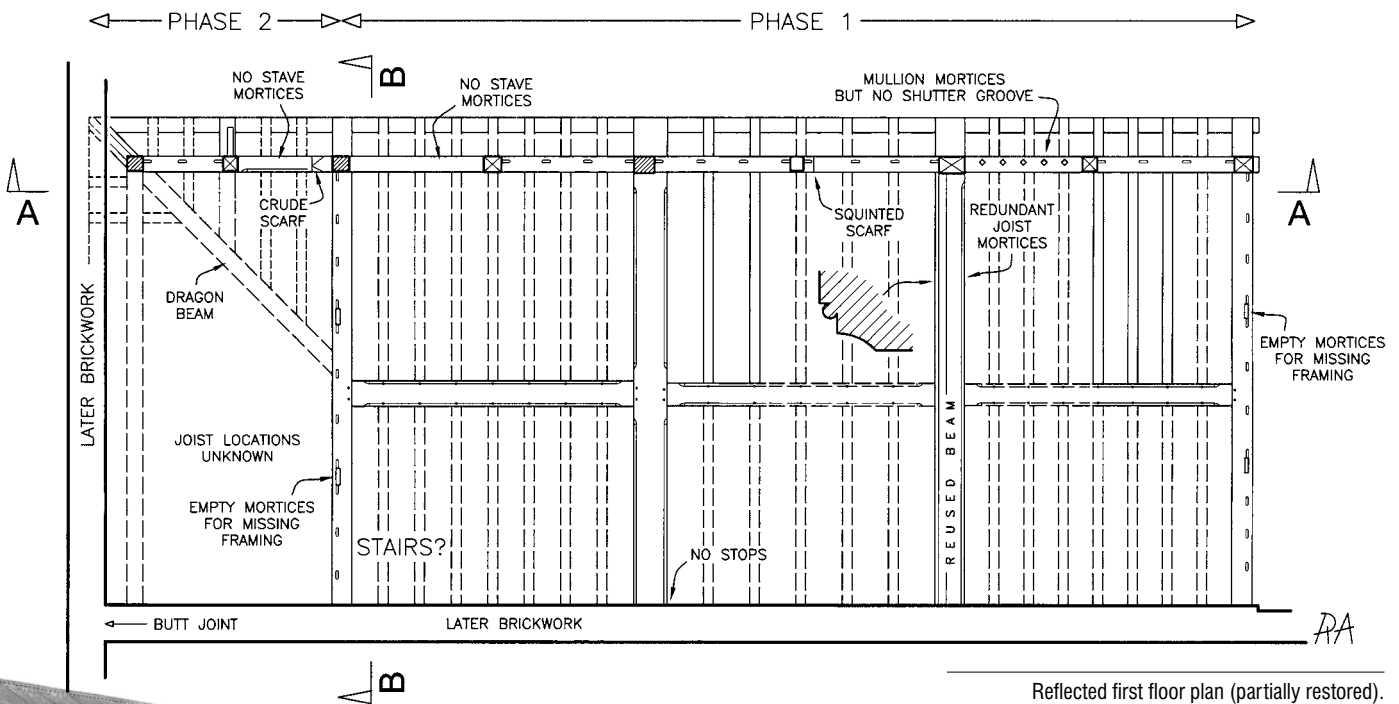 PHASE 2
PHASE 1
B
NO STAVE
MORTICES
NO STAVE
MORTICES
MULLION MORTICES
BUT NO SHUTTER GROOVE
A
CRUDE
SCARF
SQUINTED
SCARF
REDUNDANT
JOIST
MORTICES
A
DRAGON
BEAM
LATER BRICKWORK
EMPTY MORTICES
FOR MISSING
FRAMING
JOIST LOCATIONS
UNKNOWN
EMPTY MORTICES
FOR MISSING
FRAMING
REUSED BEAM
STAIRS?
NO STOPS
BUTT JOINT
LATER BRICKWORK
B
Reflected first floor plan (partially restored).